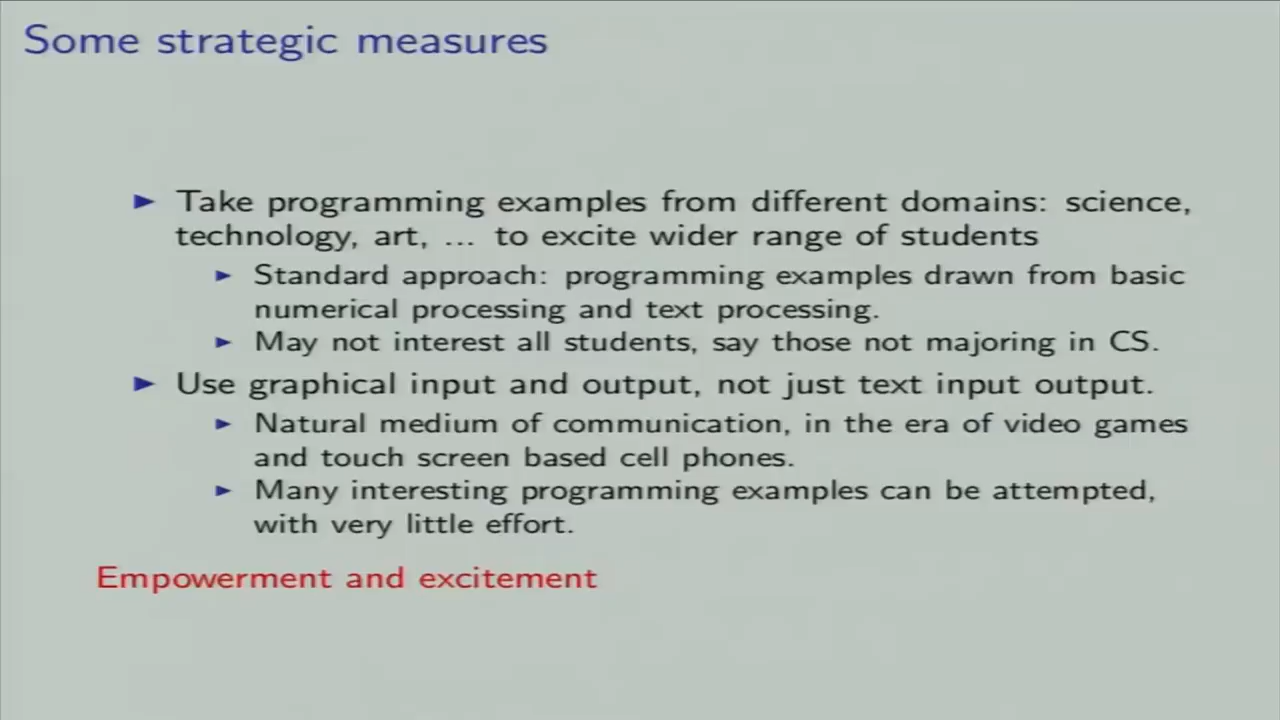 Some strategic measures
Take programming examples from different domains: science,
technology, art, ... to excite wider range of students
Standard approach: programming examples drawn from basic
numerical processing and text processing.
May not interest all students, say those not majoring in CS.
Use graphical input and output, not just text input output.
Natural medium of communication, in the era of video games
and touch screen based cell phones.
Many interesting programming examples can be attempted,
with very little effort.
Empowerment and excitement